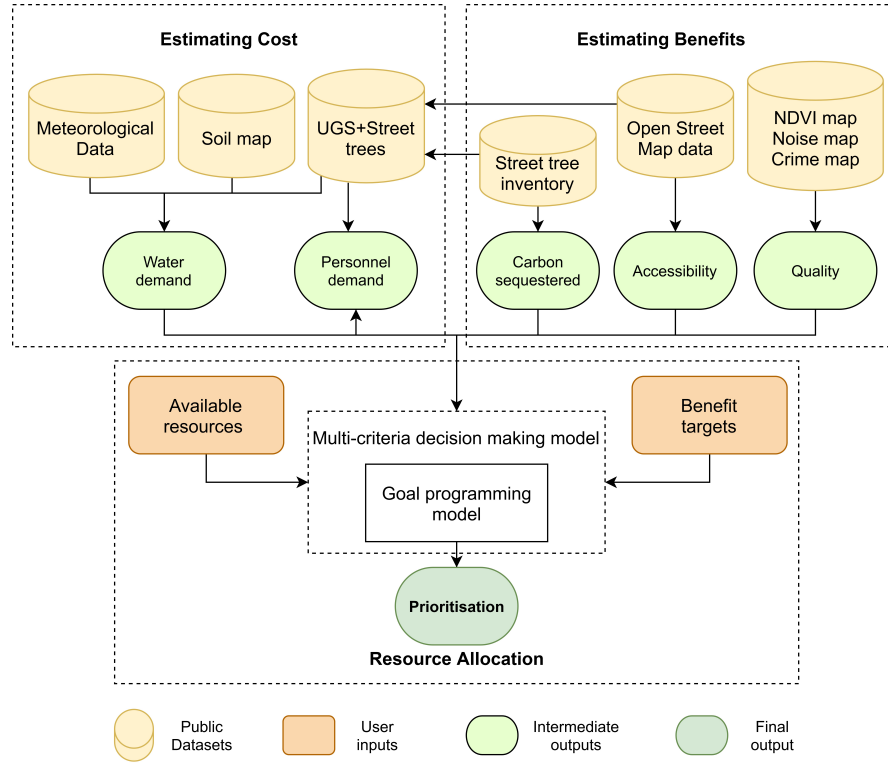 Estimating Cost
Estimating Benefits
Meteorological
Data
Soil map
UGS+Street
trees
Street tree
inventory
Open Street
Map data
NDVI map
Noise map
Crime map
Water
demand
Personnel
demand
Carbon
sequestered
Accessibility
Quality
Available
resources
Benefit
targets
Multi-criteria decision making model
Goal programming
model
Prioritisation
Resource Allocation
Public
Datasets
User
inputs
Intermediate
outputs
Final
output